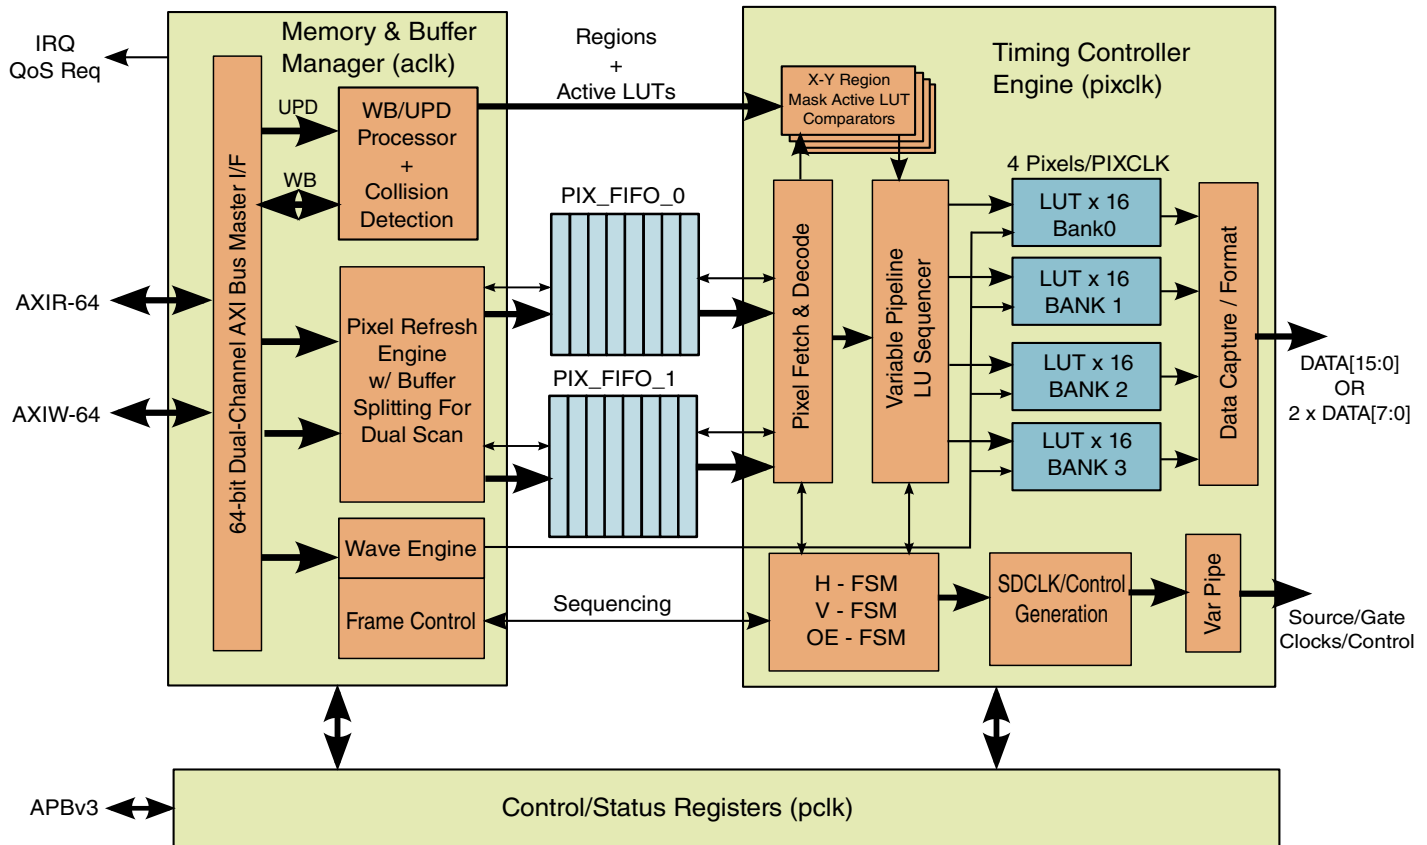 IRQ
QoS Req
Memory & Buffer
Manager (aclk)
Regions
+
Active LUTs
Timing Controller
Engine (pixclk)
X-Y Region
Mask Active LUT
Comparators
UPD
WB
WB/UPD
Processor
+
Collision
Detection
64-bit Dual-Channel AXI Bus Master I/F
PIX_FIFO_0
4 Pixels/PIXCLK
LUT x 16
Bank0
LUT x 16
BANK 1
LUT x 16
BANK 2
LUT x 16
BANK 3
AXIR-64
AXIW-64
Pixel Refresh
Engine
w/ Buffer
Splitting For
Dual Scan
PIX_FIFO_1
Pixel Fetch & Decode
Variable Pipeline
LU Sequencer
Data Capture / Format
DATA[15:0]
OR
2 x DATA[7:0]
Wave Engine
Frame Control
Sequencing
H - FSM
V - FSM
OE - FSM
SDCLK/Control
Generation
Var Pipe
Source/Gate
Clocks/Control
APBv3
Control/Status Registers (pclk)